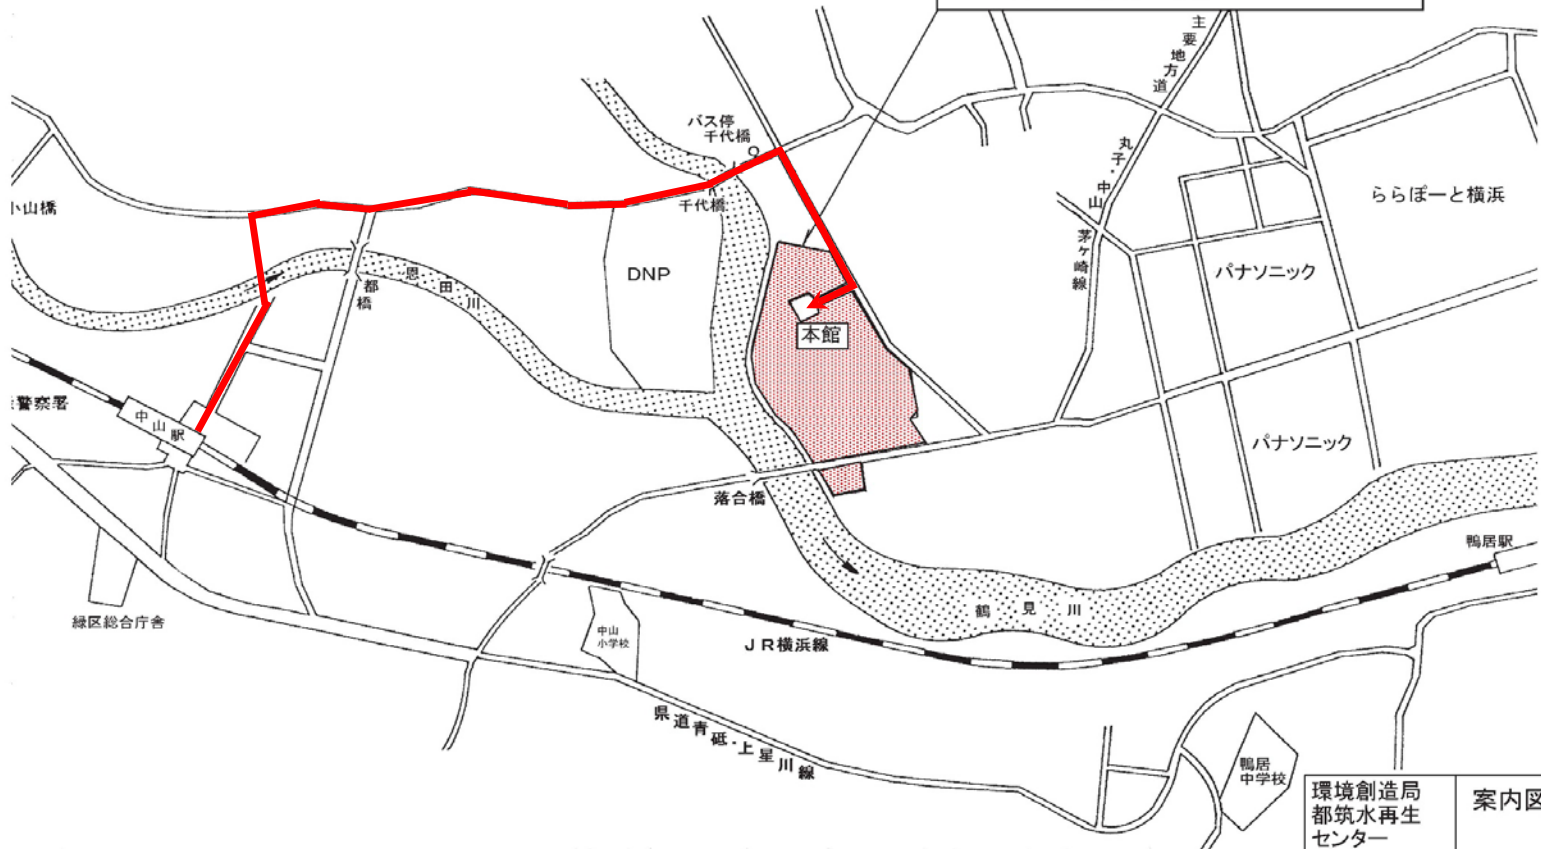 主要地方道
丸子・中山
茅ヶ崎線
バス停
千代橋
千代橋
小山橋
ららぽーと横浜
恩田川
都橋
DNP
パナソニック
本館
警察署
中山駅
パナソニック
落合橋
鴨居駅
鶴見川
緑区総合庁舎
中山
小学校
JR横浜線
県道青砥・上星川線
鴨居
中学校
環境創造局
都筑水再生
センター
案内図